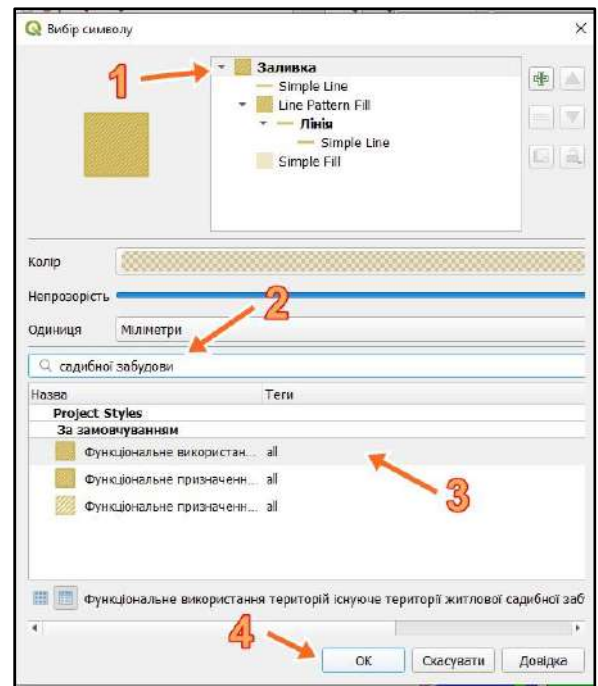 Вибір символу
1
Заливка
Simple Line
Line Pattern Fill
Лінія
Simple Line
Simple Fill
Колір
Непрозорість
2
Одиниця Міліметри
садибної забудови
Назва Теги
Project Styles
За замовчуванням
Функціональне використан... all
Функціональне призначенн... all
3
Функціональне призначенн... all
Функціональне використання територій існуюче території житлової садибної заб
4
OK Скасувати Довідка